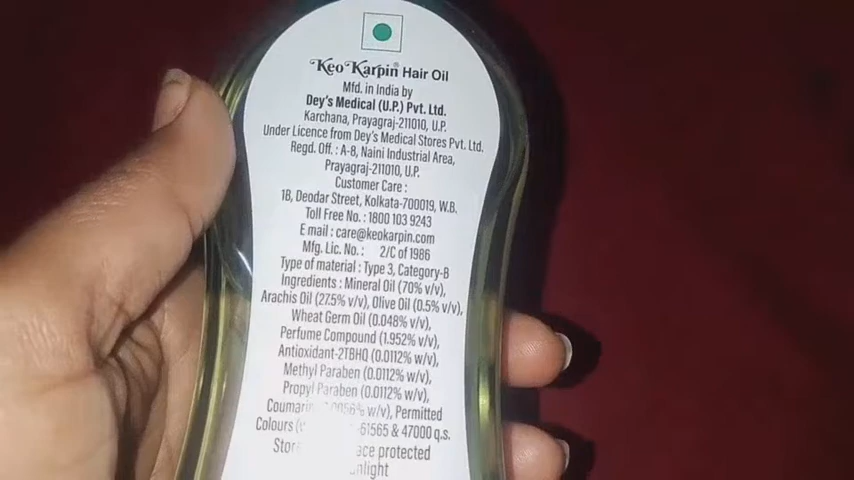 Keo Karpin® Hair Oil
Mfd. in India by
Dey's Medical (U.P.) Pvt. Ltd.
Karchana, Prayagraj-211010, U.P.
Under Licence from Dey's Medical Stores Pvt. Ltd.
Regd. Off : A-8, Naini Industrial Area,
Prayagraj-211010, U.P.
Customer Care :
1B, Deodar Street, Kolkata-700019, W.B.
Toll Free No. : 1800 103 9243
E mail : care@keokarpin.com
Mfg. Lic. No. : 2/C of 1986
Type of material : Type 3, Category-B
Ingredients : Mineral Oil (70% v/v),
Arachis Oil (27.5% v/v), Olive Oil (0.5% v/v),
Wheat Germ Oil (0.048% v/v),
Perfume Compound (1.952% v/v),
Antioxidant-2TBHQ (0.0112% w/v),
Methyl Paraben (0.0112% w/v),
Propyl Paraben (0.0112% w/v),
Coumarin w/v), Permitted
Colours 61565 & 47000 q.s.
protected